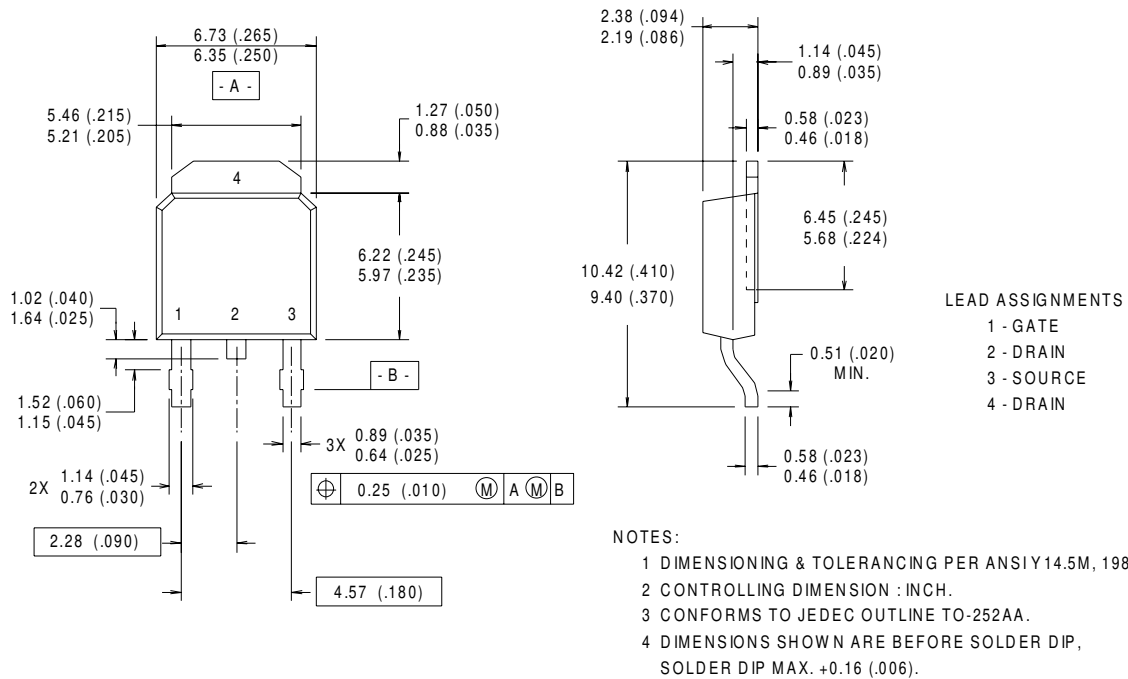 6.73 (.265)
6.35 (.250)
- A -
5.46 (.215)
5.21 (.205)
1.27 (.050)
0.88 (.035)
4
6.22 (.245)
5.97 (.235)
1.02 (.040)
1.64 (.025)
1 2 3
- B -
1.52 (.060)
1.15 (.045)
3X 0.89 (.035)
0.64 (.025)
2X 1.14 (.045)
0.76 (.030)
⌖ 0.25 (.010) Ⓜ A Ⓜ B
2.28 (.090)
4.57 (.180)
2.38 (.094)
2.19 (.086)
1.14 (.045)
0.89 (.035)
0.58 (.023)
0.46 (.018)
6.45 (.245)
5.68 (.224)
10.42 (.410)
9.40 (.370)
0.51 (.020)
MIN.
0.58 (.023)
0.46 (.018)
LEAD ASSIGNMENTS
1 - GATE
2 - DRAIN
3 - SOURCE
4 - DRAIN
NOTES:
1 DIMENSIONING & TOLERANCING PER ANSI Y14.5M, 198
2 CONTROLLING DIMENSION : INCH.
3 CONFORMS TO JEDEC OUTLINE TO-252AA.
4 DIMENSIONS SHOWN ARE BEFORE SOLDER DIP,
SOLDER DIP MAX. +0.16 (.006).